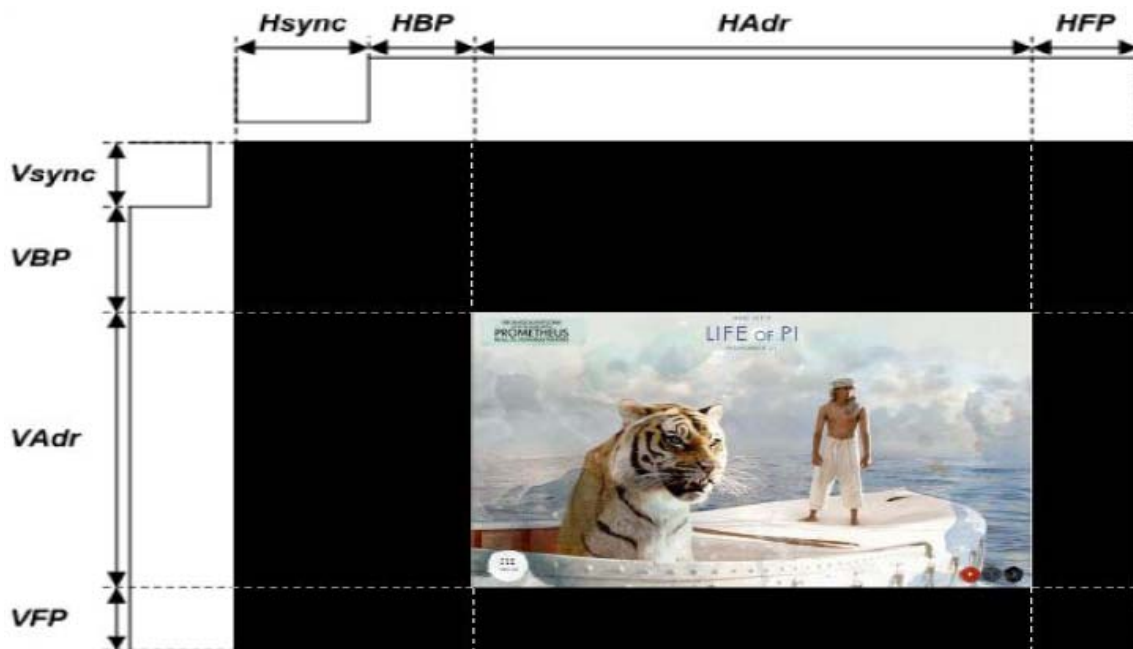 Hsync HBP HAdr HFP
Vsync
VBP
PROMETHEUS
LIFE OF PI
VAdr
VFP